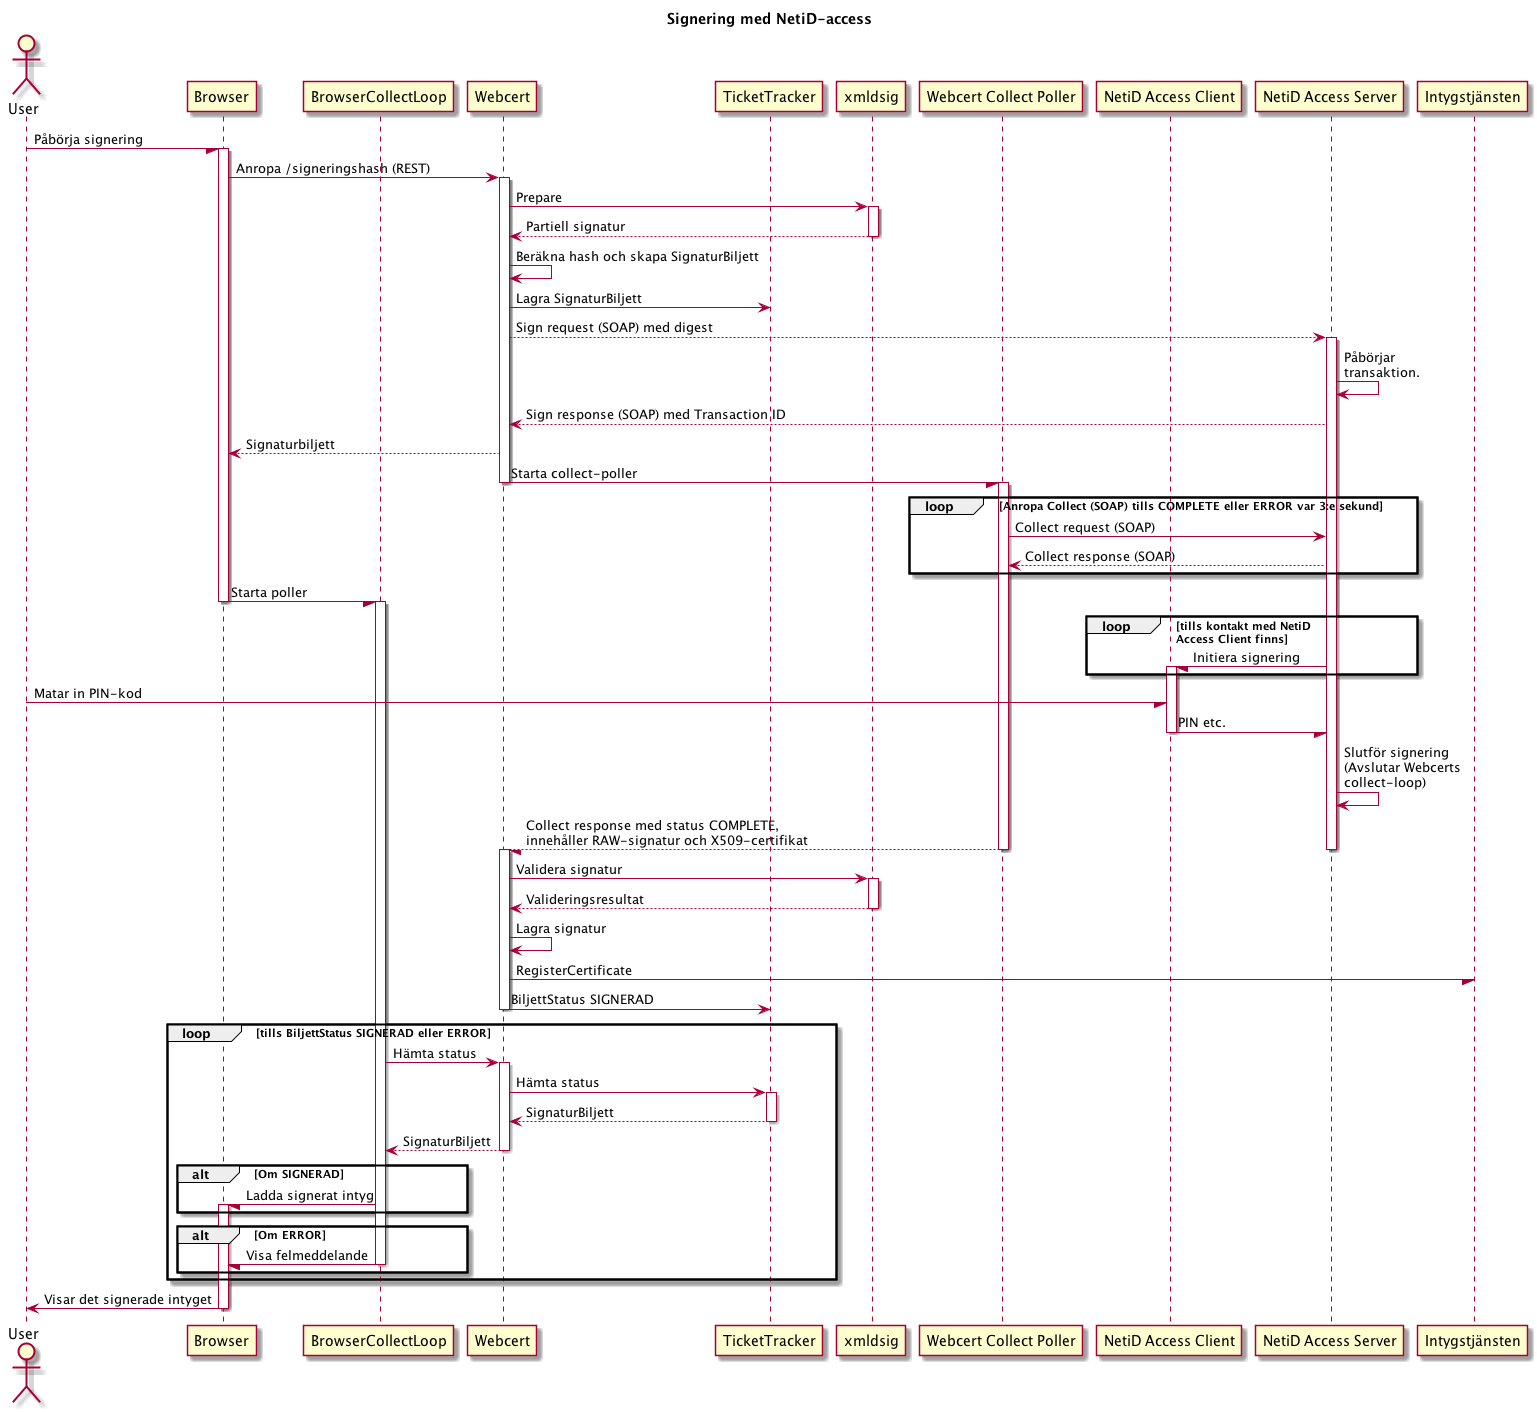 Signering med NetiD-access
User
Browser
BrowserCollectLoop
Webcert
TicketTracker
xmldsig
Webcert Collect Poller
NetiD Access Client
NetiD Access Server
Intygstjänsten
Påbörja signering
Anropa /signeringshash (REST)
Prepare
Partiell signatur
Beräkna hash och skapa SignaturBiljett
Lagra SignaturBiljett
Sign request (SOAP) med digest
Påbörjar
transaktion.
Sign response (SOAP) med Transaction ID
Signaturbiljett
Starta collect-poller
loop
[Anropa Collect (SOAP) tills COMPLETE eller ERROR var 3:e sekund]
Collect request (SOAP)
Collect response (SOAP)
Starta poller
loop
[tills kontakt med NetiD
Access Client finns]
Initiera signering
Matar in PIN-kod
PIN etc.
Slutför signering
(Avslutar Webcerts
collect-loop)
Collect response med status COMPLETE,
innehåller RAW-signatur och X509-certifikat
Validera signatur
Valideringsresultat
Lagra signatur
RegisterCertificate
BiljettStatus SIGNERAD
loop
[tills BiljettStatus SIGNERAD eller ERROR]
Hämta status
Hämta status
SignaturBiljett
SignaturBiljett
alt
[Om SIGNERAD]
Ladda signerat intyg
alt
[Om ERROR]
Visa felmeddelande
Visar det signerade intyget
User
Browser
BrowserCollectLoop
Webcert
TicketTracker
xmldsig
Webcert Collect Poller
NetiD Access Client
NetiD Access Server
Intygstjänsten